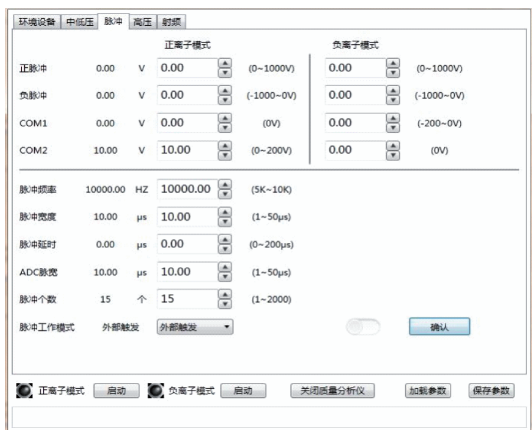 环境设备 中低压 脉冲 高压 射频
正离子模式 负离子模式
正脉冲 0.00 V 0.00 (0~1000V) 0.00 (0~1000V)
负脉冲 0.00 V 0.00 (-1000~0V) 0.00 (-1000~0V)
COM1 0.00 V 0.00 (0V) 0.00 (-200~0V)
COM2 10.00 V 10.00 (0~200V) 0.00 (0V)
脉冲频率 10000.00 HZ 10000.00 (5K~10K)
脉冲宽度 10.00 μs 10.00 (1~50μs)
脉冲延时 0.00 μs 0.00 (0~200μs)
ADC脉宽 10.00 μs 10.00 (1~50μs)
脉冲个数 15 个 15 (1~2000)
脉冲工作模式 外部触发 外部触发 确认
正离子模式 启动 负离子模式 启动 关闭质量分析仪 加载参数 保存参数